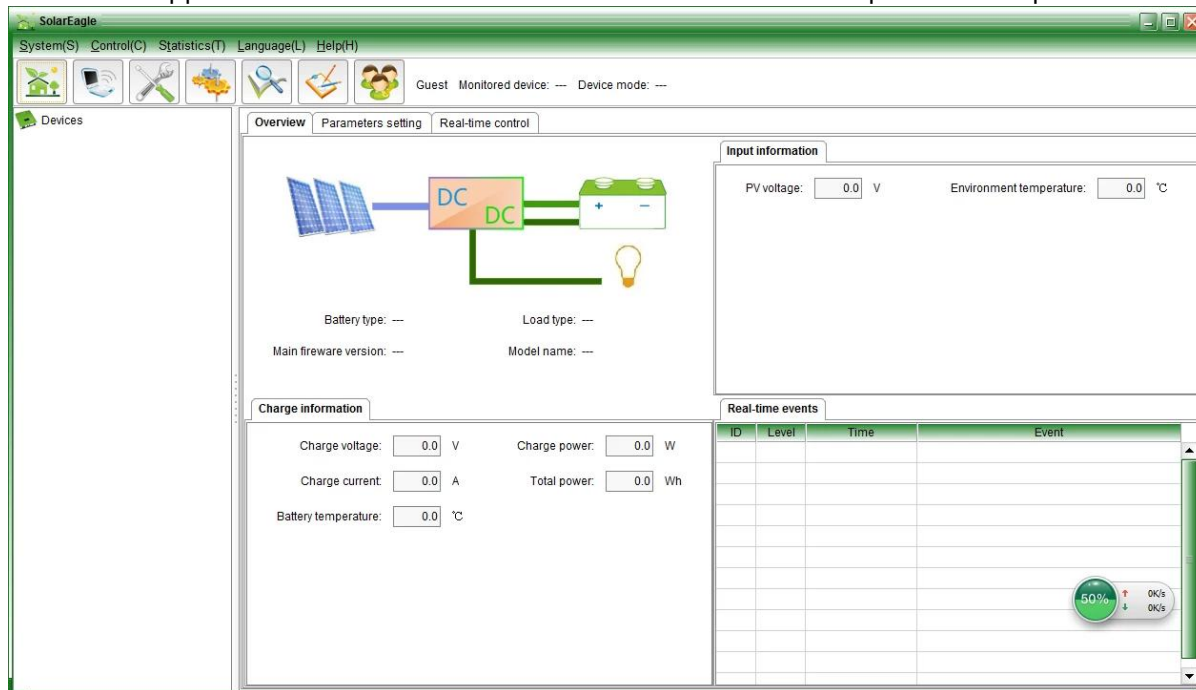 SolarEagle
System(S) Control(C) Statistics(T) Language(L) Help(H)
Guest Monitored device: --- Device mode: ---
Devices
Overview Parameters setting Real-time control
DC
DC
+ −
Battery type: --- Load type: ---
Main fireware version: --- Model name: ---
Input information
PV voltage: 0.0 V Environment temperature: 0.0 ℃
Charge information
Charge voltage: 0.0 V Charge power: 0.0 W
Charge current: 0.0 A Total power: 0.0 Wh
Battery temperature: 0.0 ℃
Real-time events
ID Level Time Event
50% ↑ 0K/s
↓ 0K/s